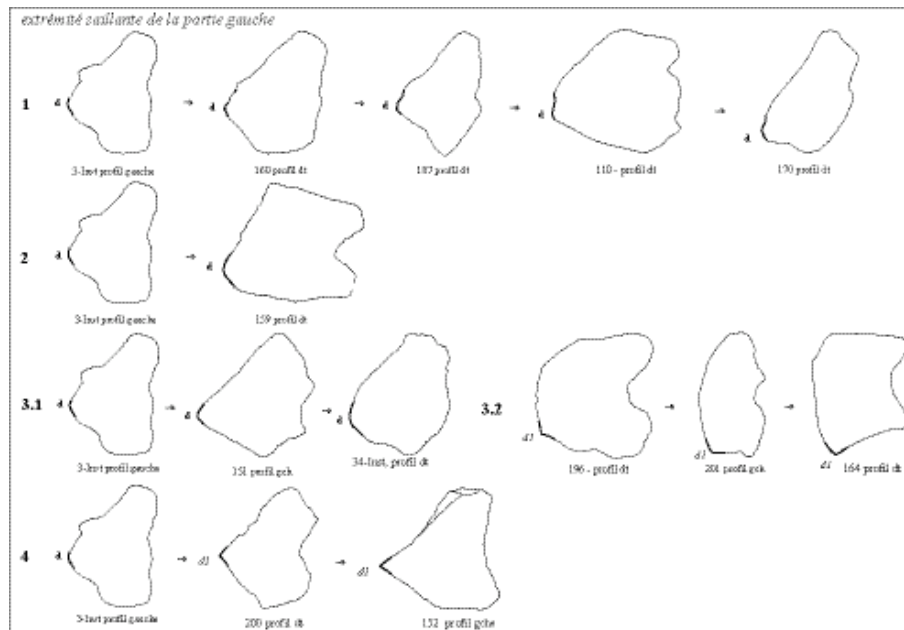 extrémité saillante de la partie gauche
1 d → d → d → d → d
3-Inst profil gauche 160 profil dt 187 profil dt 110 - profil dt 170 profil dt
2 d → d
3-Inst profil gauche 159 profil dt
3.1 d → d → d 3.2 d1 → d1 → d1
3-Inst profil gauche 151 profil gch 34-Inst, profil dt 196 - profil dt 201 profil gch 164 profil dt
4 d → d1 → d1
3-Inst profil gauche 200 profil dt 152 profil gche